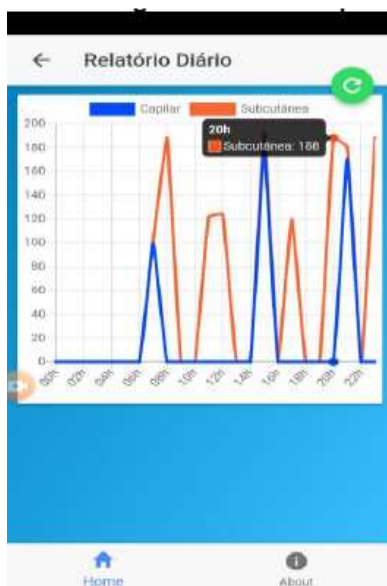 Relatório Diário
Capilar Subcutânea
200
180
160
140
120
100
80
60
40
20
0
20h
Subcutânea: 188
00h 02h 04h 06h 08h 10h 12h 14h 16h 18h 20h 22h
Home About